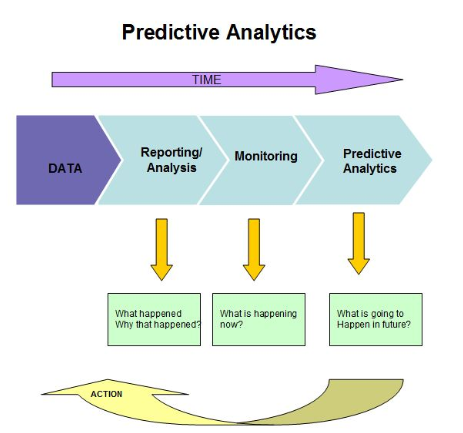 Predictive Analytics
TIME
DATA
Reporting/
Analysis
Monitoring
Predictive
Analytics
What happened
Why that happened?
What is happening
now?
What is going to
Happen in future?
ACTION